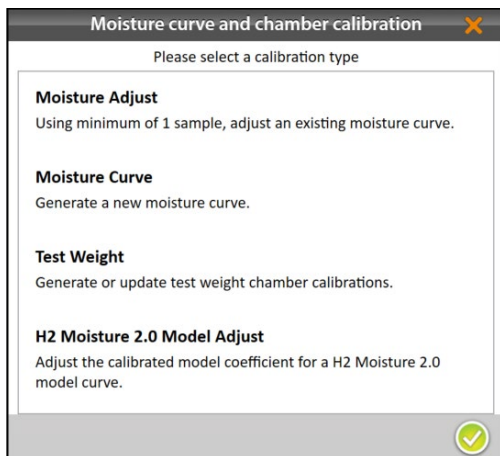 Moisture curve and chamber calibration
Please select a calibration type
Moisture Adjust
Using minimum of 1 sample, adjust an existing moisture curve.
Moisture Curve
Generate a new moisture curve.
Test Weight
Generate or update test weight chamber calibrations.
H2 Moisture 2.0 Model Adjust
Adjust the calibrated model coefficient for a H2 Moisture 2.0
model curve.